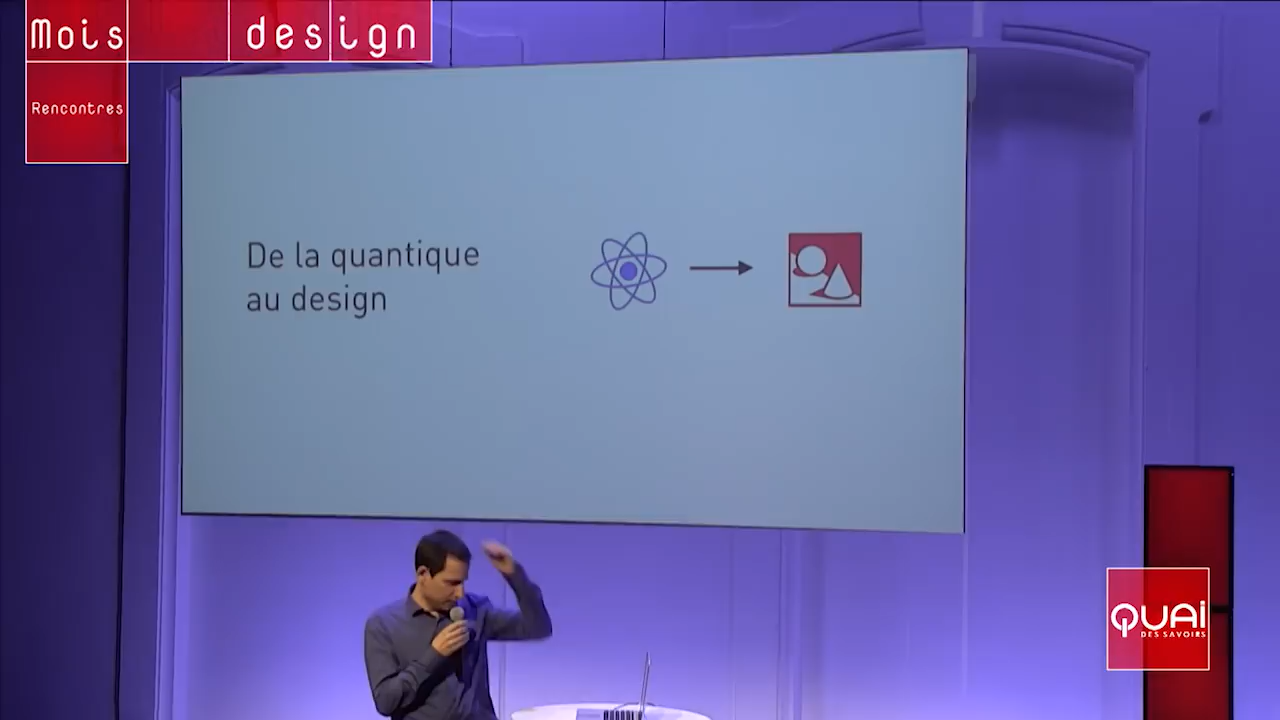 Mois design
Rencontres
De la quantique
au design
QUAi
DES SAVOIRS